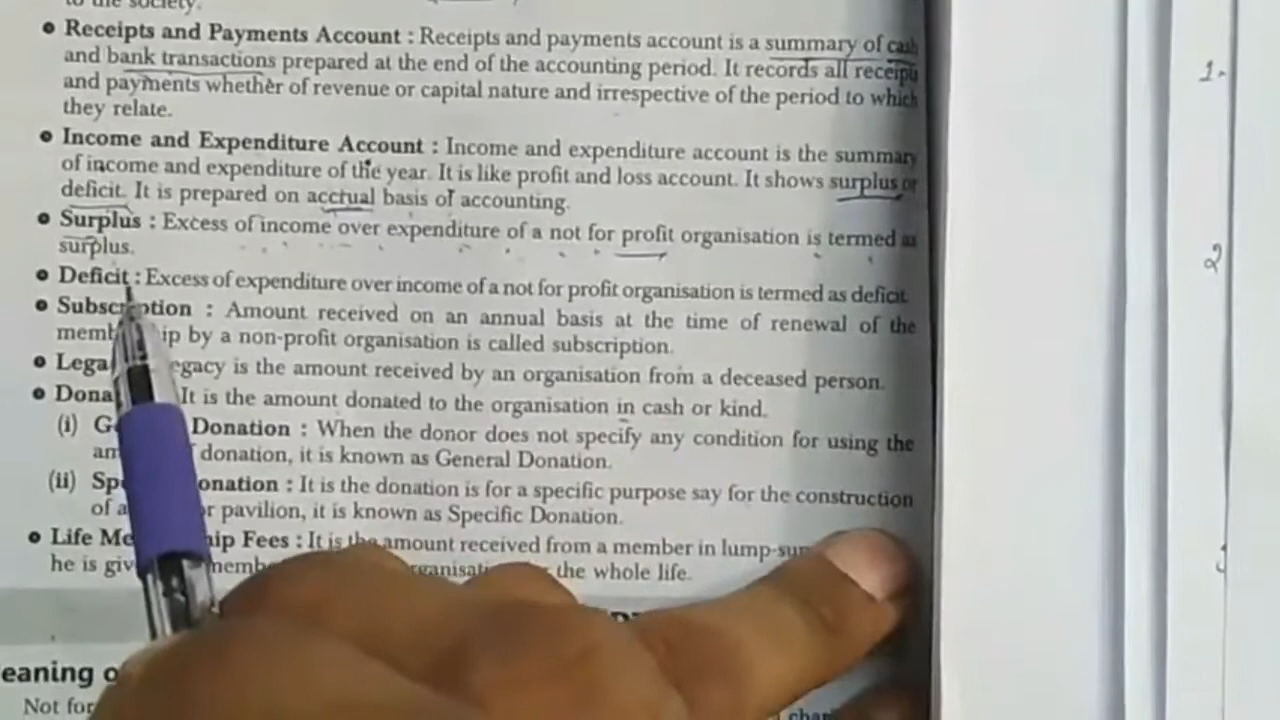 to the society.
• Receipts and Payments Account : Receipts and payments account is a summary of cash
and bank transactions prepared at the end of the accounting period. It records all receipts
and payments whether of revenue or capital nature and irrespective of the period to which
they relate.
• Income and Expenditure Account : Income and expenditure account is the summary
of income and expenditure of the year. It is like profit and loss account. It shows surplus or
deficit. It is prepared on accrual basis of accounting.
• Surplus : Excess of income over expenditure of a not for profit organisation is termed as
surplus.
• Deficit : Excess of expenditure over income of a not for profit organisation is termed as deficit.
• Subscription : Amount received on an annual basis at the time of renewal of the
memb ip by a non-profit organisation is called subscription.
• Lega egacy is the amount received by an organisation from a deceased person.
• Dona It is the amount donated to the organisation in cash or kind.
(i) G Donation : When the donor does not specify any condition for using the
am donation, it is known as General Donation.
(ii) Sp onation : It is the donation is for a specific purpose say for the construction
of a r pavilion, it is known as Specific Donation.
• Life Me hip Fees : It is the amount received from a member in lump-sum
he is giv memb rganisati the whole life.
eaning o
Not for
1.
2